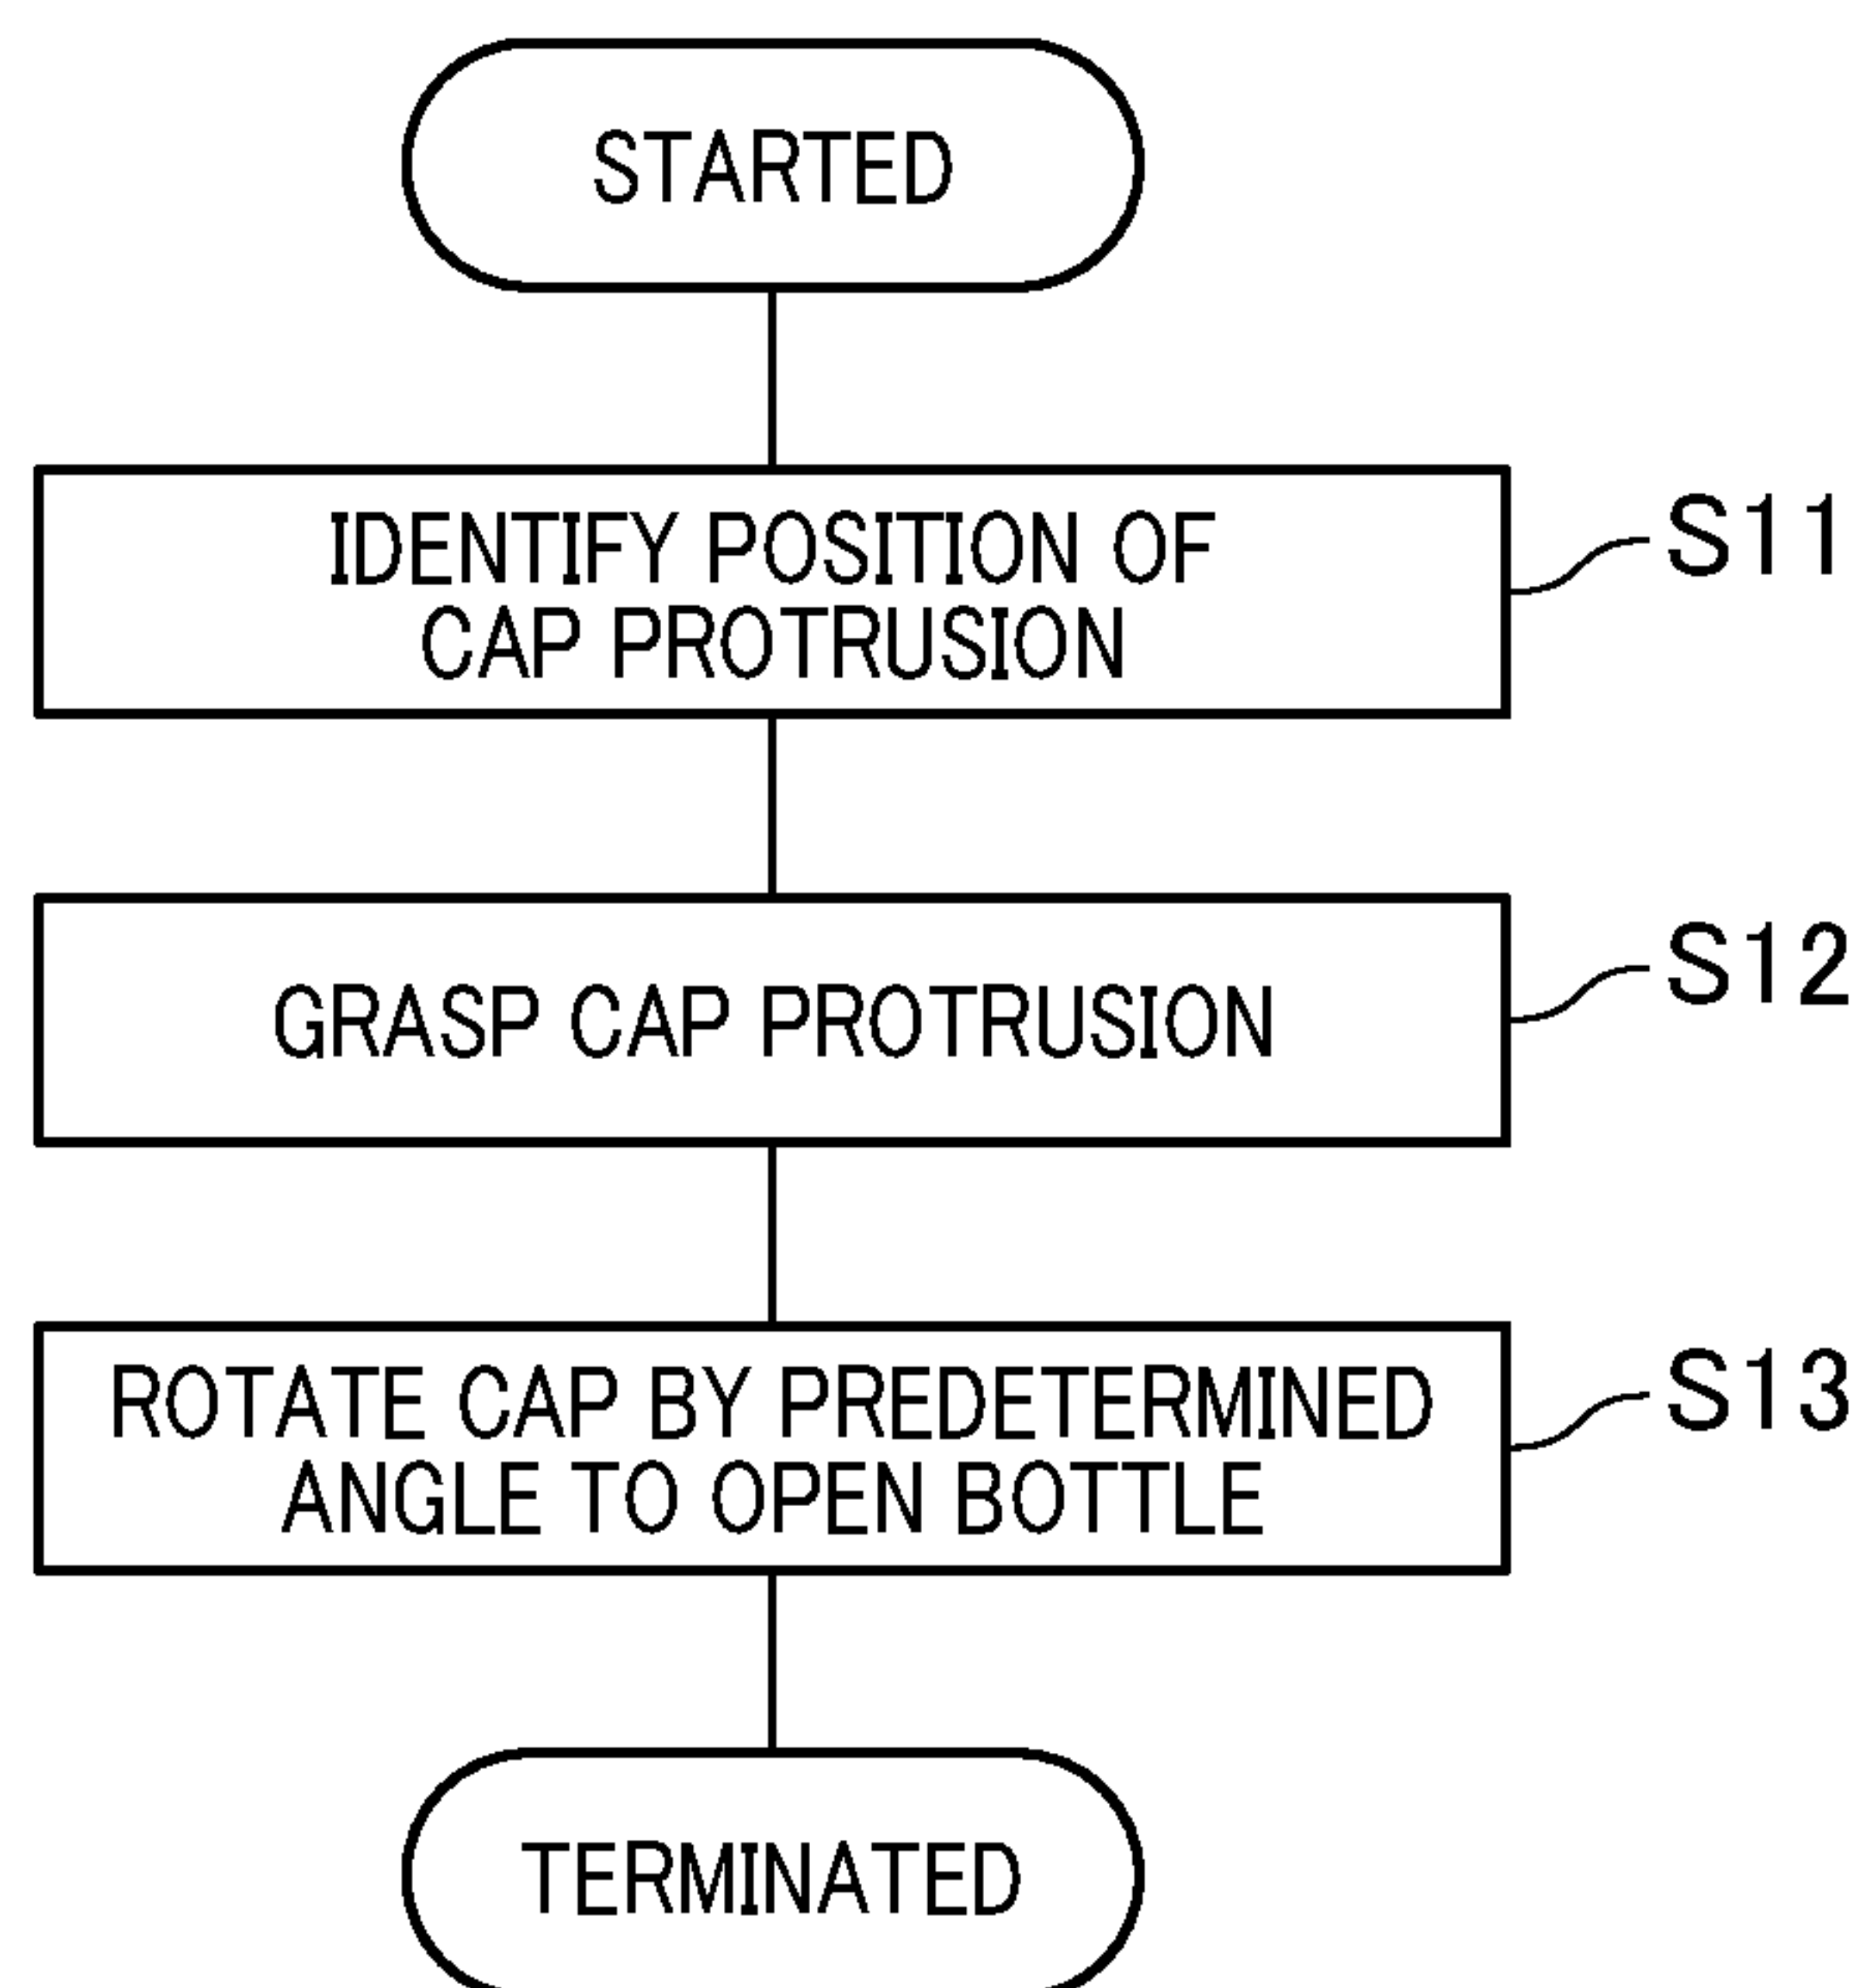 STARTED
IDENTIFY POSITION OF
CAP PROTRUSION
S11
GRASP CAP PROTRUSION
S12
ROTATE CAP BY PREDETERMINED
ANGLE TO OPEN BOTTLE
S13
TERMINATED